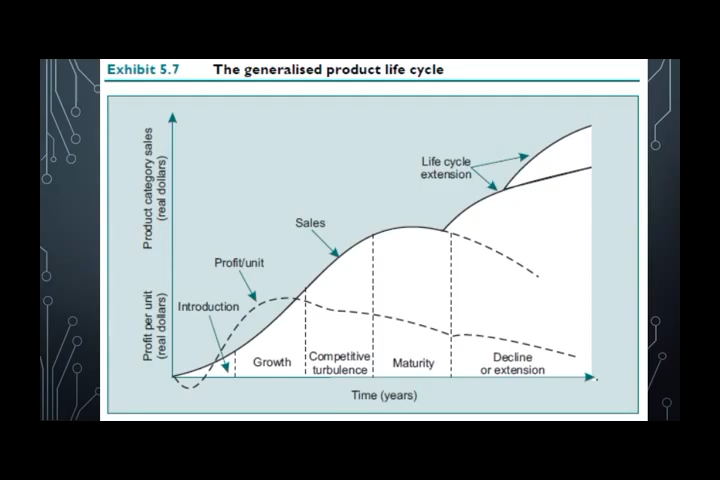 Exhibit 5.7 The generalised product life cycle
Product category sales
(real dollars)
Profit per unit
(real dollars)
Life cycle
extension
Sales
Profit/unit
Introduction
Growth
Competitive
turbulence
Maturity
Decline
or extension
Time (years)